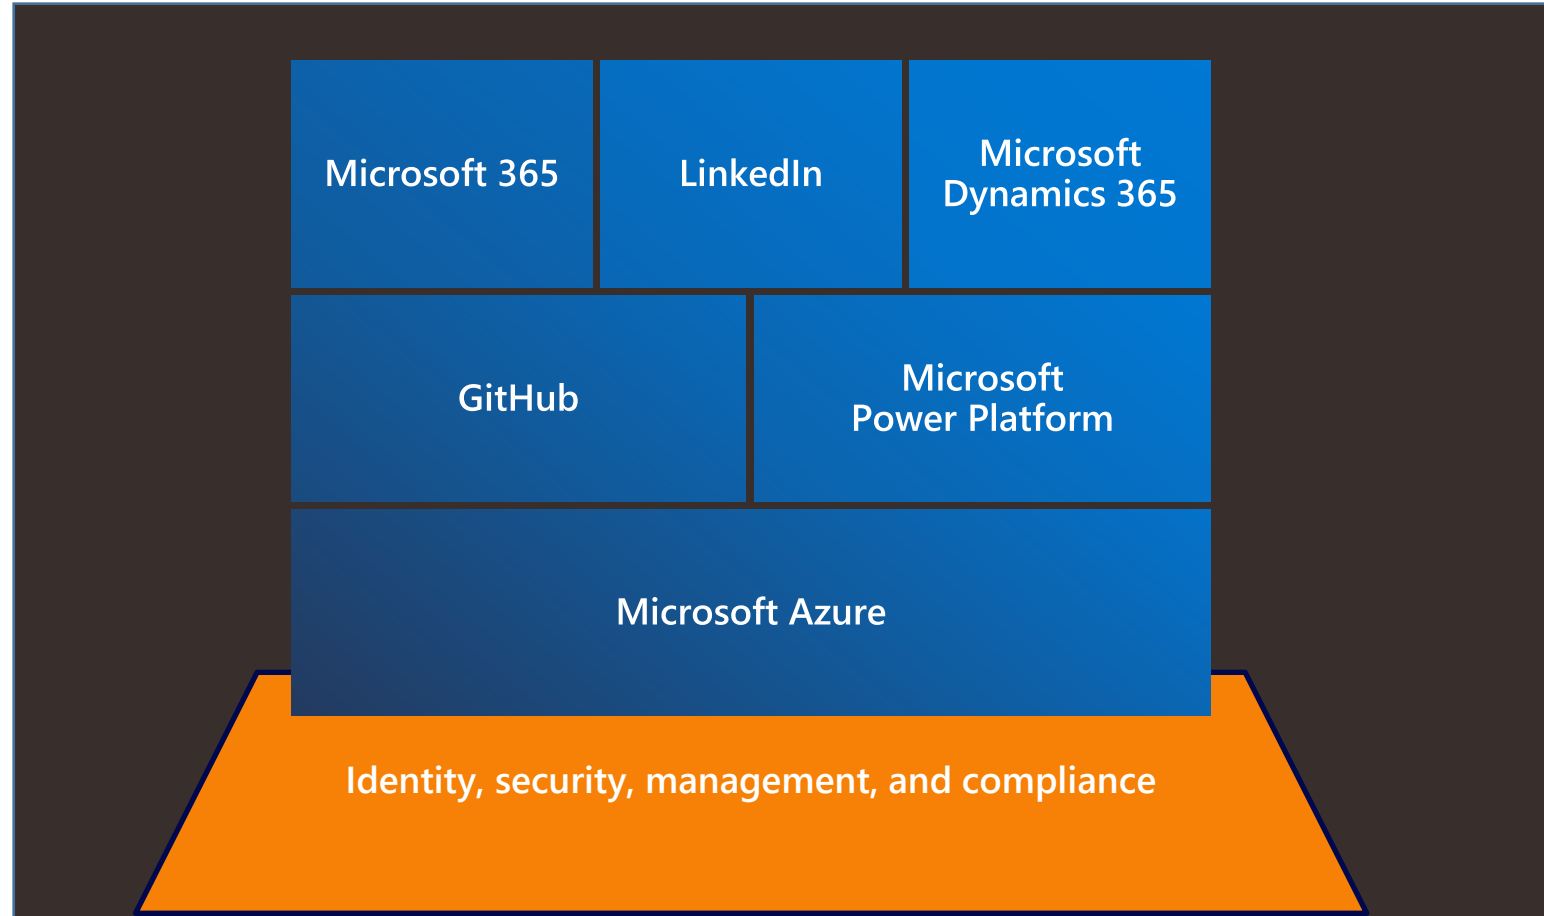 Microsoft 365
LinkedIn
Microsoft
Dynamics 365
GitHub
Microsoft
Power Platform
Microsoft Azure
Identity, security, management, and compliance